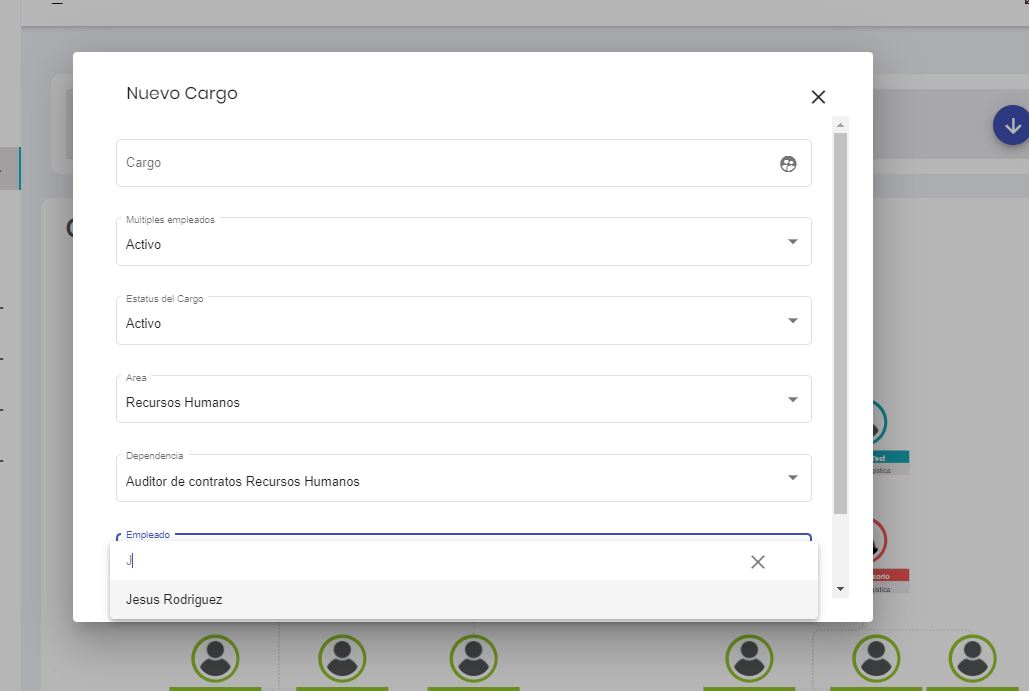 Nuevo Cargo
Cargo
Multiples empleados
Activo
Estatus del Cargo
Activo
Area
Recursos Humanos
Dependencia
Auditor de contratos Recursos Humanos
Empleado
J
Jesus Rodriguez
Test